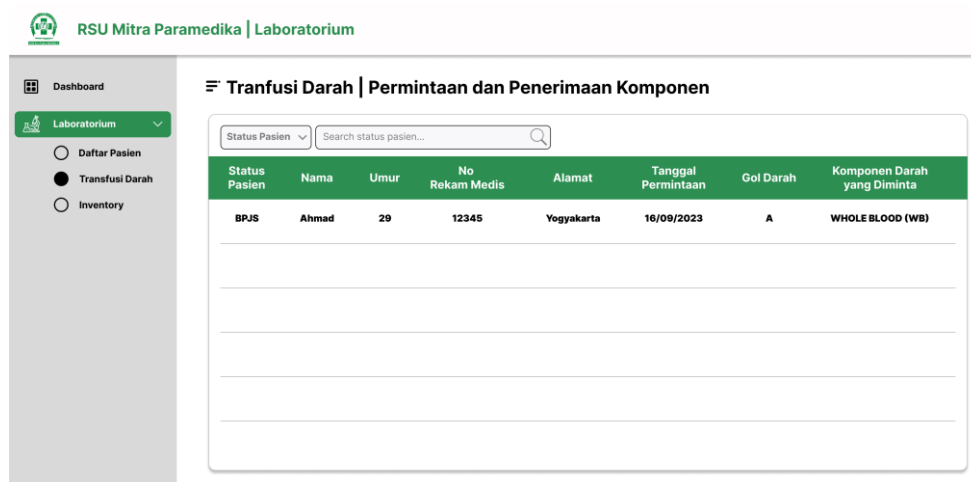 RSU Mitra Paramedika | Laboratorium
Dashboard
Laboratorium
Daftar Pasien
Transfusi Darah
Inventory
Tranfusi Darah | Permintaan dan Penerimaan Komponen
Status Pasien
Search status pasien...
Status Pasien
Nama
Umur
No Rekam Medis
Alamat
Tanggal Permintaan
Gol Darah
Komponen Darah yang Diminta
BPJS
Ahmad
29
12345
Yogyakarta
16/09/2023
A
WHOLE BLOOD (WB)